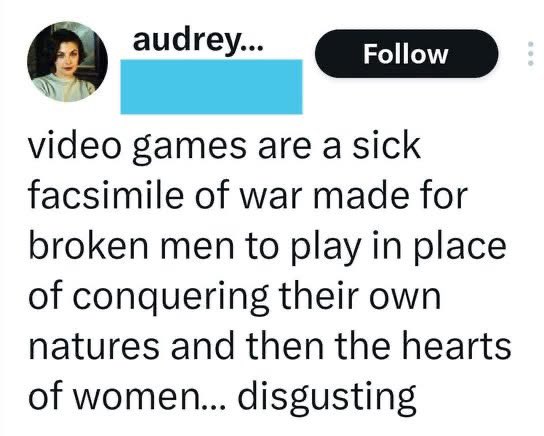 audrey...
Follow
video games are a sick
facsimile of war made for
broken men to play in place
of conquering their own
natures and then the hearts
of women... disgusting